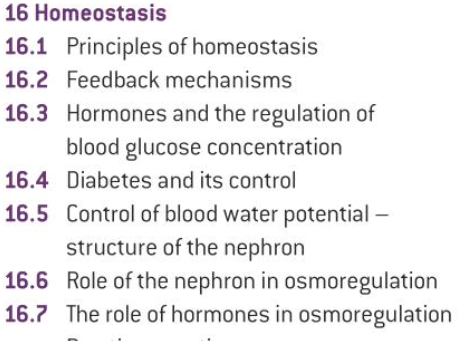 16 Homeostasis
16.1 Principles of homeostasis
16.2 Feedback mechanisms
16.3 Hormones and the regulation of
blood glucose concentration
16.4 Diabetes and its control
16.5 Control of blood water potential –
structure of the nephron
16.6 Role of the nephron in osmoregulation
16.7 The role of hormones in osmoregulation